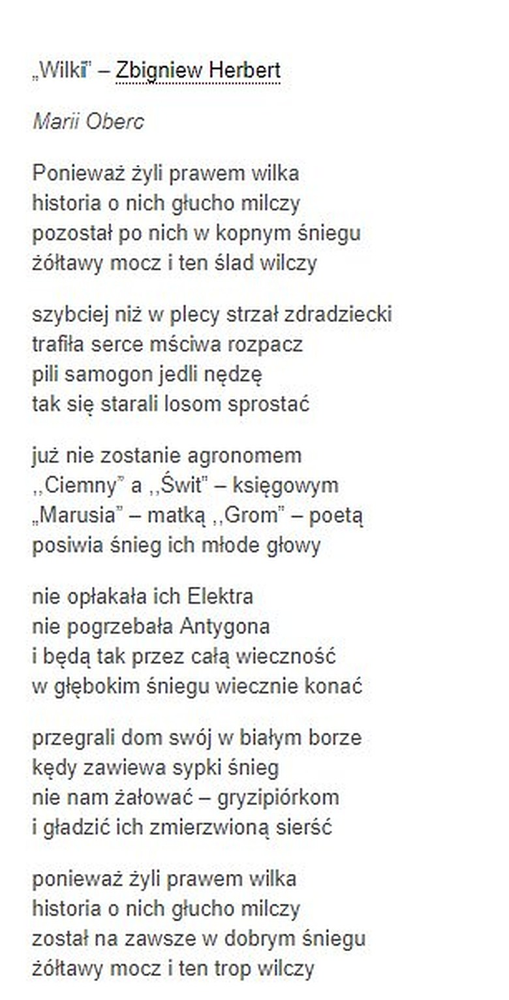 „Wilki” – Zbigniew Herbert
Marii Oberc
Ponieważ żyli prawem wilka
historia o nich głucho milczy
pozostał po nich w kopnym śniegu
żółtawy mocz i ten ślad wilczy
szybciej niż w plecy strzał zdradziecki
trafiła serce mściwa rozpacz
pili samogon jedli nędzę
tak się starali losom sprostać
już nie zostanie agronomem
,,Ciemny” a ,,Świt” – księgowym
„Marusia” – matką ,,Grom” – poetą
posiwia śnieg ich młode głowy
nie opłakała ich Elektra
nie pogrzebała Antygona
i będą tak przez całą wieczność
w głębokim śniegu wiecznie konać
przegrali dom swój w białym borze
kędy zawiewa sypki śnieg
nie nam żałować – gryzipiórkom
i gładzić ich zmierzwioną sierść
ponieważ żyli prawem wilka
historia o nich głucho milczy
został na zawsze w dobrym śniegu
żółtawy mocz i ten trop wilczy